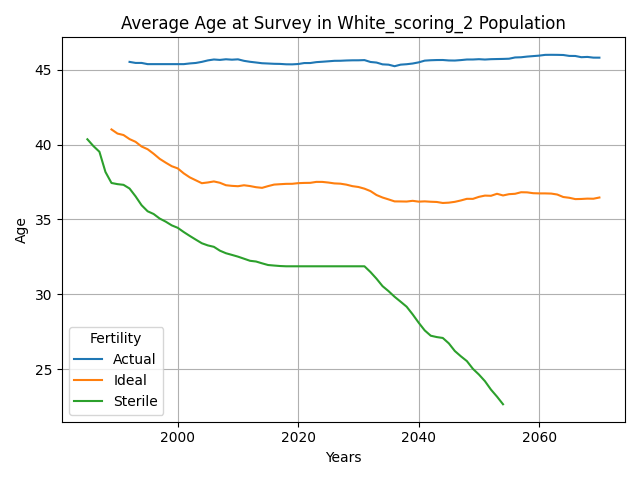 Average Age at Survey in White_scoring_2 Population
Age
45
40
35
30
25
Fertility
Actual
Ideal
Sterile
2000 2020 2040 2060
Years